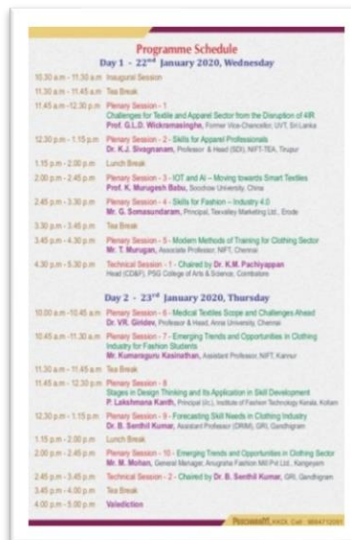 Programme Schedule
Day 1 - 22nd January 2020, Wednesday
10.30 a.m - 11.30 a.m Inaugural Session
11.30 a.m - 11.45 a.m Tea Break
11.45 a.m -12.30 p.m Plenary Session - 1
Challenges for Textile and Apparel Sector from the Disruption of 4IR
Prof. G.L.D. Wickremasinghe, Former Vice-Chancellor, UVT, Sri Lanka
12.30 p.m - 1.15 p.m Plenary Session - 2 - Skills for Apparel Professionals
Dr. K.J. Sivagnanam, Professor & Head (SDI), NIFT-TEA, Tirupur
1.15 p.m - 2.00 p.m Lunch Break
2.00 p.m - 2.45 p.m Plenary Session - 3 - IOT and AI – Moving towards Smart Textiles
Prof. K. Murugesh Babu, Soochow University, China
2.45 p.m - 3.30 p.m Plenary Session - 4 - Skills for Fashion – Industry 4.0
Mr. G. Somasundaram, Principal, Texvalley Marketing Ltd., Erode
3.30 p.m - 3.45 p.m Tea Break
3.45 p.m - 4.30 p.m Plenary Session - 5 - Modern Methods of Training for Clothing Sector
Mr. T. Murugan, Associate Professor, NIFT, Chennai
4.30 p.m - 5.30 p.m Technical Session - 1 - Chaired by Dr. K.M. Pachiyappan
Head (CD&F), PSG College of Arts & Science, Coimbatore
Day 2 - 23rd January 2020, Thursday
10.00 a.m -10.45 a.m Plenary Session - 6 - Medical Textiles Scope and Challenges Ahead
Dr. VR. Giridev, Professor & Head, Anna University, Chennai
10.45 a.m -11.30 a.m Plenary Session - 7 - Emerging Trends and Opportunities in Clothing
Industry for Fashion Students
Mr. Kumaraguru Kasinathan, Assistant Professor, NIFT, Kannur
11.30 a.m - 11.45 a.m Tea Break
11.45 a.m - 12.30 p.m Plenary Session - 8
Stages in Design Thinking and Its Application in Skill Development
P. Lakshmana Kanth, Principal (i/c), Institute of Fashion Technology Kerala, Kollam
12.30 p.m - 1.15 p.m Plenary Session - 9 - Forecasting Skill Needs in Clothing Industry
Dr. B. Senthil Kumar, Assistant Professor, GRI, Gandhigram
1.15 p.m - 2.00 p.m Lunch Break
2.00 p.m - 2.45 p.m Plenary Session - 10 - Emerging Trends and Opportunities in Clothing Sector
Mr. M. Mohan, General Manager, Anugraha Fashion Mill Pvt Ltd., Kangeyam
2.45 p.m - 3.45 p.m Technical Session - 2 - Chaired by Dr. B. Senthil Kumar, GRI, Gandhigram
3.45 p.m - 4.00 p.m Tea Break
4.00 p.m - 5.00 p.m Valediction